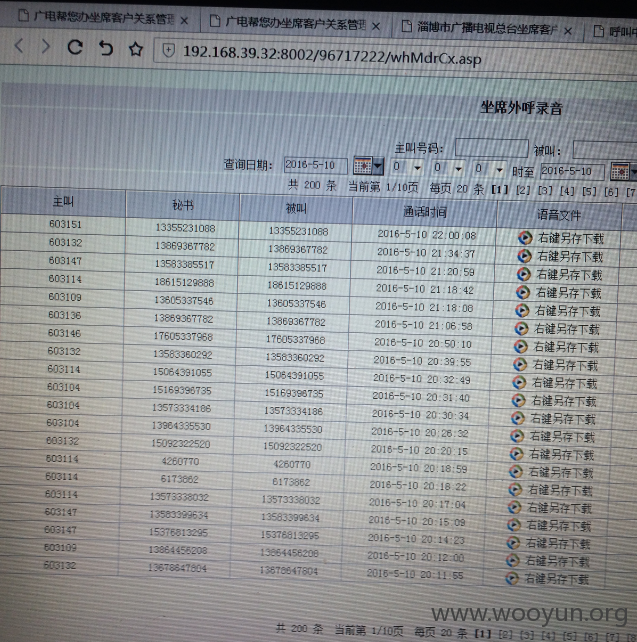 广电帮您办坐席客户关系管理 × 广电帮您办坐席客户关系管理 × 淄博市广播电视总台坐席客户 × 呼叫中
192.168.39.32:8002/96717222/whMdrCx.asp
坐席外呼录音
主叫号码： 被叫：
查询日期： 2016-5-10 0 0 0 时至 2016-5-10
共 200 条 当前第 1/10页 每页 20 条 [1] [2] [3] [4] [5] [6] [7
主叫 秘书 被叫 通话时间 语音文件
603151 13355231088 13355231088 2016-5-10 22:00:08 右键另存下载
603132 13869367782 13869367782 2016-5-10 21:34:37 右键另存下载
603147 13583385517 13583385517 2016-5-10 21:20:59 右键另存下载
603114 18615129888 18615129888 2016-5-10 21:18:42 右键另存下载
603109 13605337546 13605337546 2016-5-10 21:18:08 右键另存下载
603136 13869367782 13869367782 2016-5-10 21:06:58 右键另存下载
603146 17605337968 17605337968 2016-5-10 20:50:10 右键另存下载
603132 13583360292 13583360292 2016-5-10 20:39:55 右键另存下载
603114 15064391055 15064391055 2016-5-10 20:32:49 右键另存下载
603104 15169396735 15169396735 2016-5-10 20:31:40 右键另存下载
603104 13573334186 13573334186 2016-5-10 20:30:34 右键另存下载
603104 13964335530 13964335530 2016-5-10 20:26:32 右键另存下载
603132 15092322520 15092322520 2016-5-10 20:20:15 右键另存下载
603114 4260770 4260770 2016-5-10 20:18:59 右键另存下载
603114 6173862 6173862 2016-5-10 20:18:22 右键另存下载
603114 13573338032 13573338032 2016-5-10 20:17:04 右键另存下载
603147 13583399634 13583399634 2016-5-10 20:15:09 右键另存下载
603147 15376813295 15376813295 2016-5-10 20:14:23 右键另存下载
603109 13864456208 13864456208 2016-5-10 20:12:00 右键另存下载
603132 13678647804 13678647804 2016-5-10 20:11:55 右键另存下载
www.wooyun.org
共 200 条 当前第 1/10页 每页 20 条 [1] [2] [3] [4] [5] [6] [7]